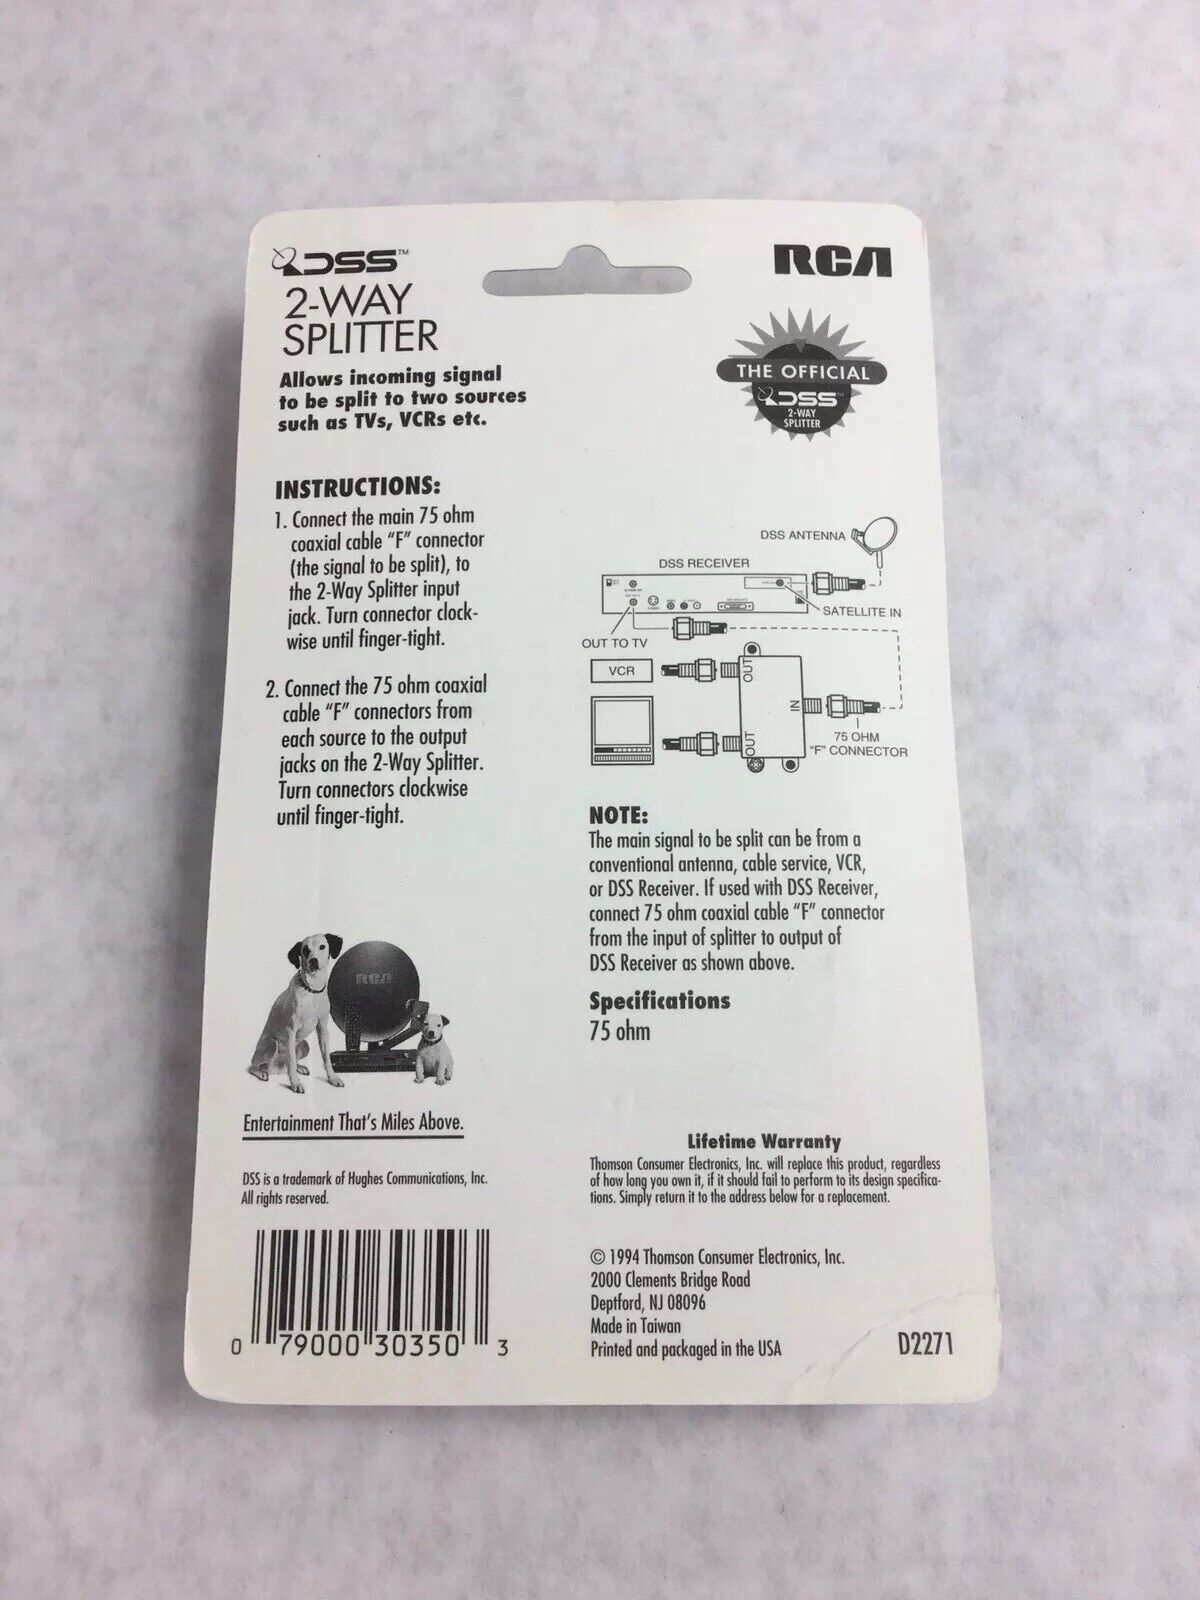 DSS™
2-WAY
SPLITTER
Allows incoming signal
to be split to two sources
such as TVs, VCRs etc.
RCA
THE OFFICIAL
DSS
2-WAY
SPLITTER
INSTRUCTIONS:
1. Connect the main 75 ohm
coaxial cable “F” connector
(the signal to be split), to
the 2-Way Splitter input
jack. Turn connector clock-
wise until finger-tight.
2. Connect the 75 ohm coaxial
cable “F” connectors from
each source to the output
jacks on the 2-Way Splitter.
Turn connectors clockwise
until finger-tight.
DSS ANTENNA
DSS RECEIVER
SATELLITE IN
OUT TO TV
VCR
OUT
IN
OUT
75 OHM
"F" CONNECTOR
NOTE:
The main signal to be split can be from a
conventional antenna, cable service, VCR,
or DSS Receiver. If used with DSS Receiver,
connect 75 ohm coaxial cable “F” connector
from the input of splitter to output of
DSS Receiver as shown above.
Specifications
75 ohm
RCA
Entertainment That's Miles Above.
DSS is a trademark of Hughes Communications, Inc.
All rights reserved.
0 79000 30350 3
Lifetime Warranty
Thomson Consumer Electronics, Inc. will replace this product, regardless
of how long you own it, if it should fail to perform to its design specifica-
tions. Simply return it to the address below for a replacement.
© 1994 Thomson Consumer Electronics, Inc.
2000 Clements Bridge Road
Deptford, NJ 08096
Made in Taiwan
Printed and packaged in the USA
D2271